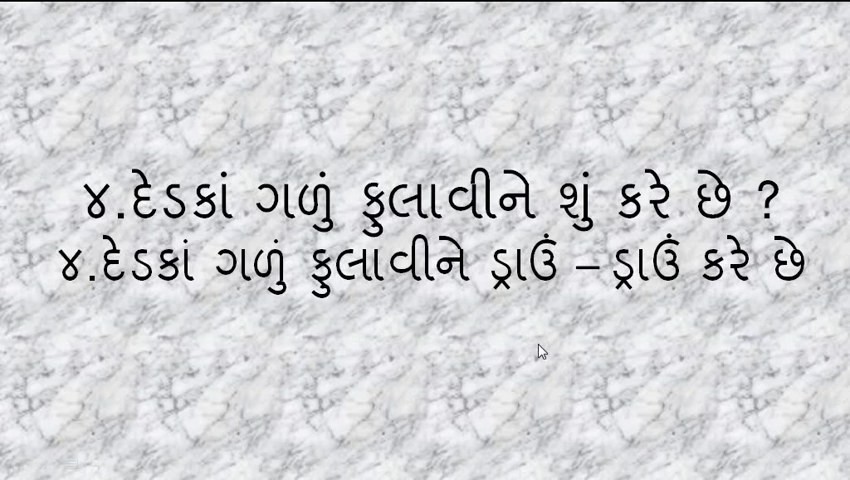 ૪.દેડકાં ગળું ફુલાવીને શું કરે છે ?
૪.દેડકાં ગળું ફુલાવીને ડ્રાઉં – ડ્રાઉં કરે છે